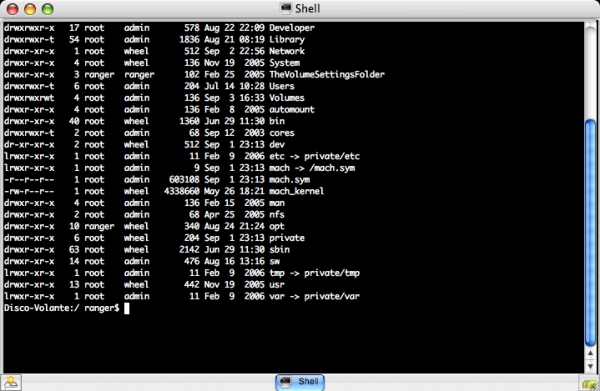 Shell
drwxrwxr-x 17 root admin 578 Aug 22 22:09 Developer
drwxrwxr-t 54 root admin 1836 Aug 21 08:19 Library
drwxr-xr-x 1 root wheel 512 Sep 2 22:56 Network
drwxr-xr-x 4 root wheel 136 Nov 19 2005 System
drwxr-xr-x 3 ranger ranger 102 Feb 25 2005 TheVolumeSettingsFolder
drwxrwxr-t 6 root admin 204 Jul 14 10:28 Users
drwxrwxrwt 4 root admin 136 Sep 3 16:33 Volumes
drwxr-xr-x 4 root admin 136 Feb 8 2005 automount
drwxr-xr-x 40 root wheel 1360 Jun 29 11:30 bin
drwxrwxr-t 2 root admin 68 Sep 12 2003 cores
dr-xr-xr-x 2 root wheel 512 Sep 1 23:13 dev
lrwxr-xr-x 1 root admin 11 Feb 9 2006 etc -> private/etc
lrwxr-xr-x 1 root admin 9 Sep 1 23:13 mach -> /mach.sym
-r--r--r-- 1 root admin 603108 Sep 1 23:13 mach.sym
-rw-r--r-- 1 root wheel 4338660 May 26 18:21 mach_kernel
drwxr-xr-x 4 root admin 136 Feb 15 2005 man
drwxr-xr-x 2 root admin 68 Apr 25 2005 nfs
drwxr-xr-x 10 ranger wheel 340 Aug 24 21:24 opt
drwxr-xr-x 6 root wheel 204 Sep 1 23:13 private
drwxr-xr-x 63 root wheel 2142 Jun 29 11:30 sbin
drwxr-xr-x 14 root admin 476 Aug 16 13:16 sw
lrwxr-xr-x 1 root admin 11 Feb 9 2006 tmp -> private/tmp
drwxr-xr-x 13 root wheel 442 Nov 19 2005 usr
lrwxr-xr-x 1 root admin 11 Feb 9 2006 var -> private/var
Disco-Volante:/ ranger$
Shell